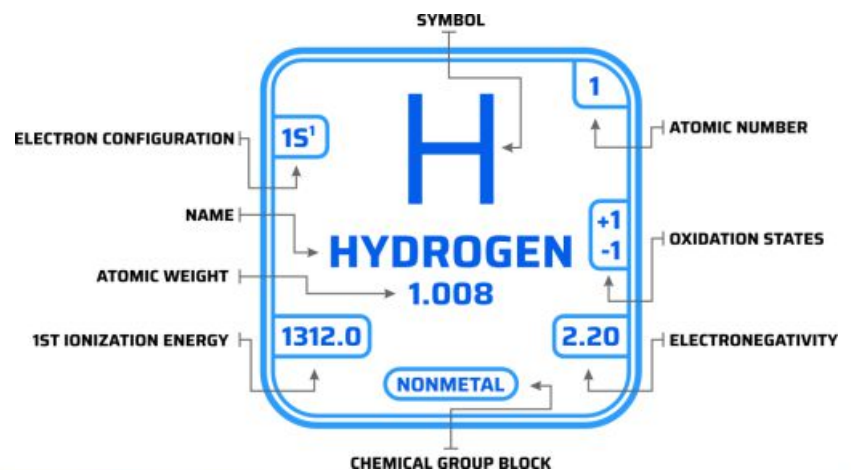 SYMBOL
H
1
ATOMIC NUMBER
ELECTRON CONFIGURATION
1S¹
NAME
HYDROGEN
+1
-1
OXIDATION STATES
ATOMIC WEIGHT
1.008
1ST IONIZATION ENERGY
1312.0
2.20
ELECTRONEGATIVITY
NONMETAL
CHEMICAL GROUP BLOCK